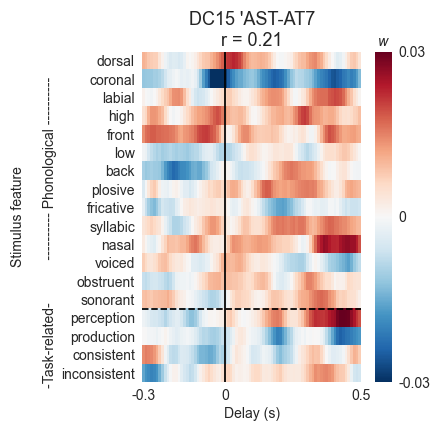 DC15 'AST-AT7
r = 0.21
w
dorsal
coronal
labial
high
front
low
back
plosive
fricative
syllabic
nasal
voiced
obstruent
sonorant
perception
production
consistent
inconsistent
Stimulus feature
-Task-related- ---------- Phonological ----------
0.03
0
-0.03
-0.3 0 0.5
Delay (s)